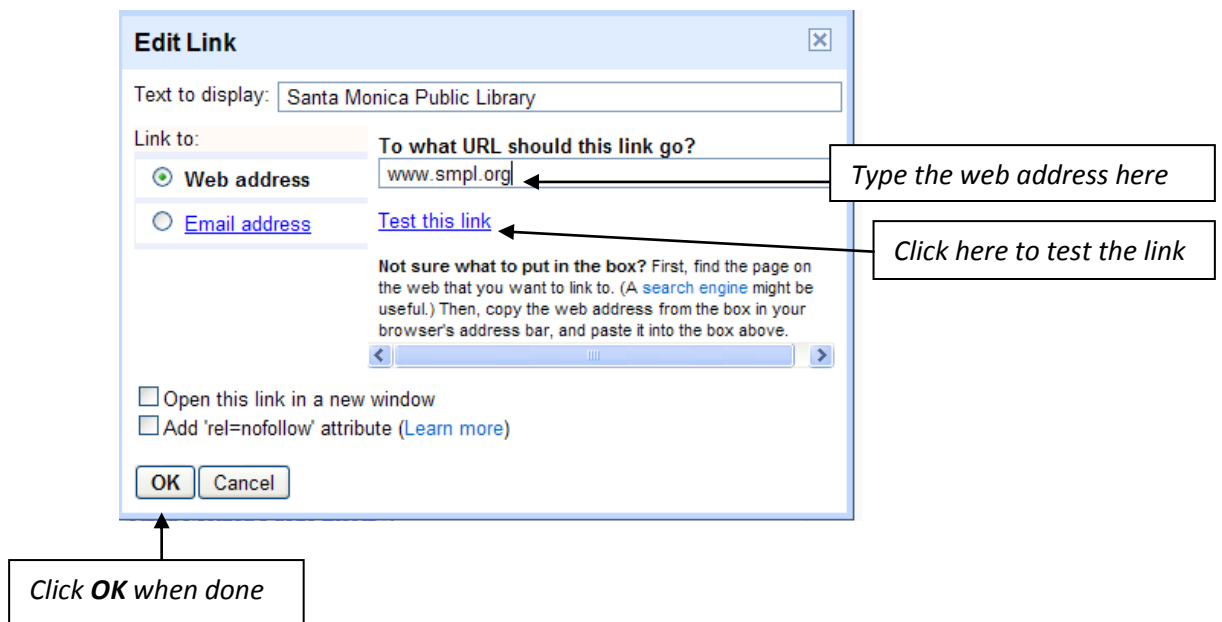 Edit Link
Text to display: Santa Monica Public Library
Link to:
Web address
Email address
To what URL should this link go?
www.smpl.org
Type the web address here
Test this link
Click here to test the link
Not sure what to put in the box? First, find the page on
the web that you want to link to. (A search engine might be
useful.) Then, copy the web address from the box in your
browser's address bar, and paste it into the box above.
Open this link in a new window
Add 'rel=nofollow' attribute (Learn more)
OK Cancel
Click OK when done